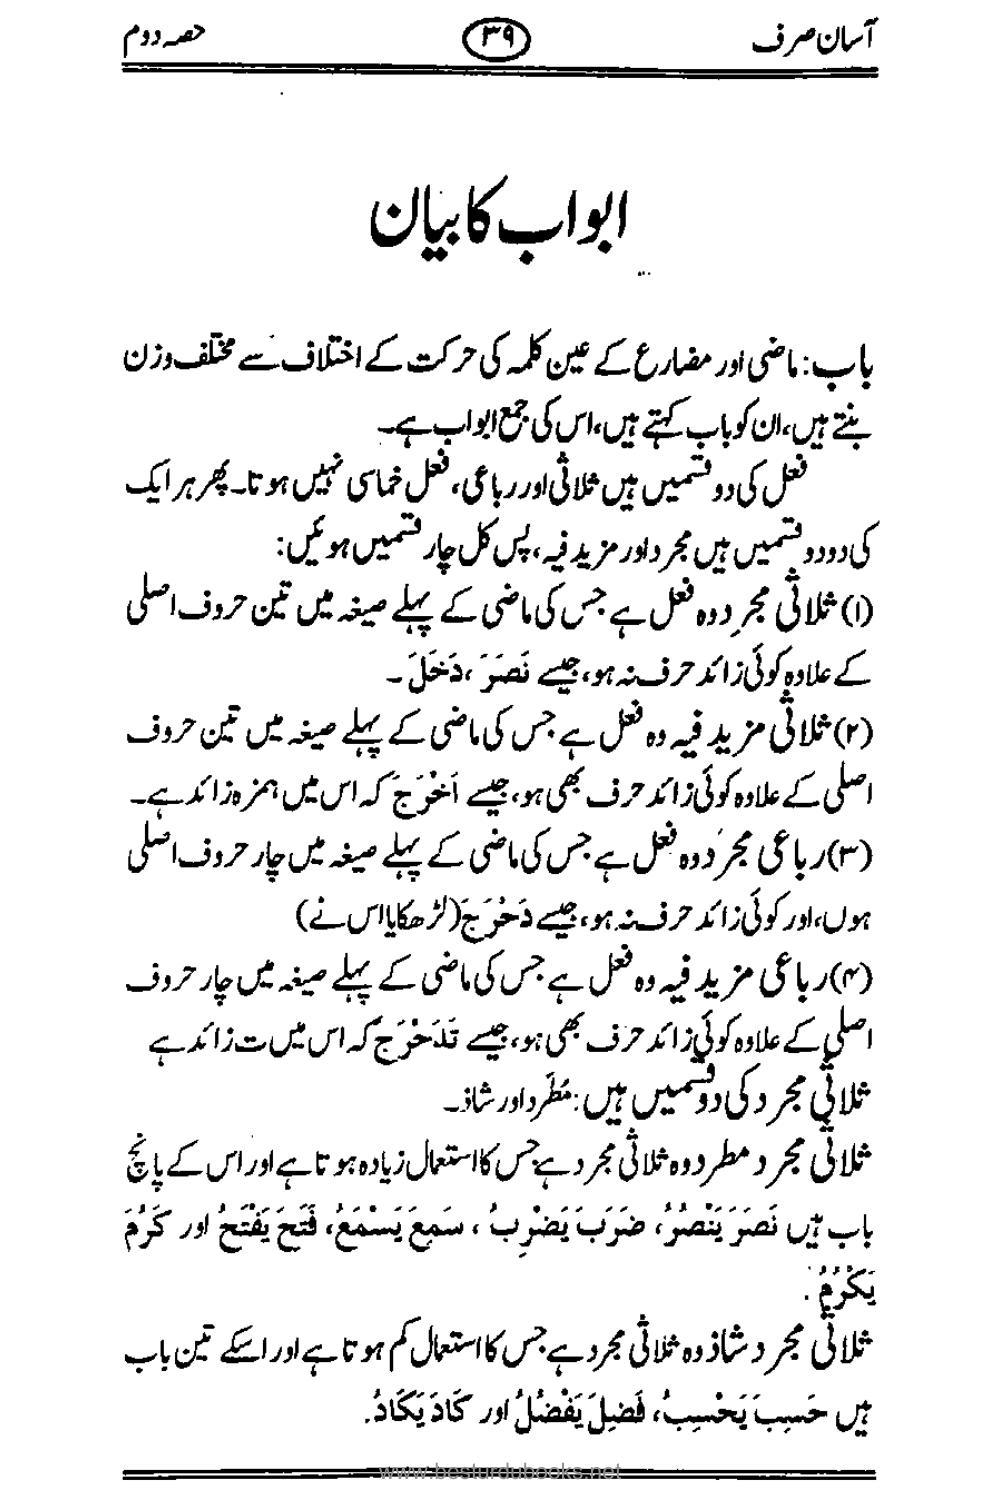 آسان صرف ۳۹ حصہ دوم
ابواب کا بیان
باب: ماضی اور مضارع کے عین کلمہ کی حرکت کے اختلاف سے مختلف وزن
بنتے ہیں،ان کو باب کہتے ہیں،اس کی جمع ابواب ہے۔
فعل کی دو قسمیں ہیں ثلاثی اور رباعی، فعل خماسی نہیں ہوتا۔ پھر ہر ایک
کی دو دو قسمیں ہیں مجرد اور مزید فیہ، پس کل چار قسمیں ہوئیں:
(۱) ثلاثی مجرد وہ فعل ہے جس کی ماضی کے پہلے صیغہ میں تین حروف اصلی
کے علاوہ کوئی زائد حرف نہ ہو، جیسے نَصَرَ ،دَخَلَ۔
(۲) ثلاثی مزید فیہ وہ فعل ہے جس کی ماضی کے پہلے صیغہ میں تین حروف
اصلی کے علاوہ کوئی زائد حرف بھی ہو، جیسے اَخْرَجَ کہ اس میں ہمزہ زائد ہے۔
(۳) رباعی مجرد وہ فعل ہے جس کی ماضی کے پہلے صیغہ میں چار حروف اصلی
ہوں،اور کوئی زائد حرف نہ ہو، جیسے دَحْرَجَ(لڑھکایا اس نے)
(۴) رباعی مزید فیہ وہ فعل ہے جس کی ماضی کے پہلے صیغہ میں چار حروف
اصلی کے علاوہ کوئی زائد حرف بھی ہو، جیسے تَدَحْرَجَ کہ اس میں ت زائد ہے
ثلاثی مجرد کی دو قسمیں ہیں: مُطَّرِد اور شاذ۔
ثلاثی مجرد مطرد وہ ثلاثی مجرد ہے جس کا استعمال زیادہ ہوتا ہے اور اس کے پانچ
باب ہیں نَصَرَ يَنْصُرُ، ضَرَبَ يَضْرِبُ ، سَمِعَ يَسْمَعُ، فَتَحَ يَفْتَحُ اور كَرُمَ
يَكْرُمُ .
ثلاثی مجرد شاذ وہ ثلاثی مجرد ہے جس کا استعمال کم ہوتا ہے اور اسکے تین باب
ہیں حَسِبَ يَحْسِبُ، فَضِلَ يَفْضُلُ اور كَادَ يَكَادُ.
www.besturdubooks.net